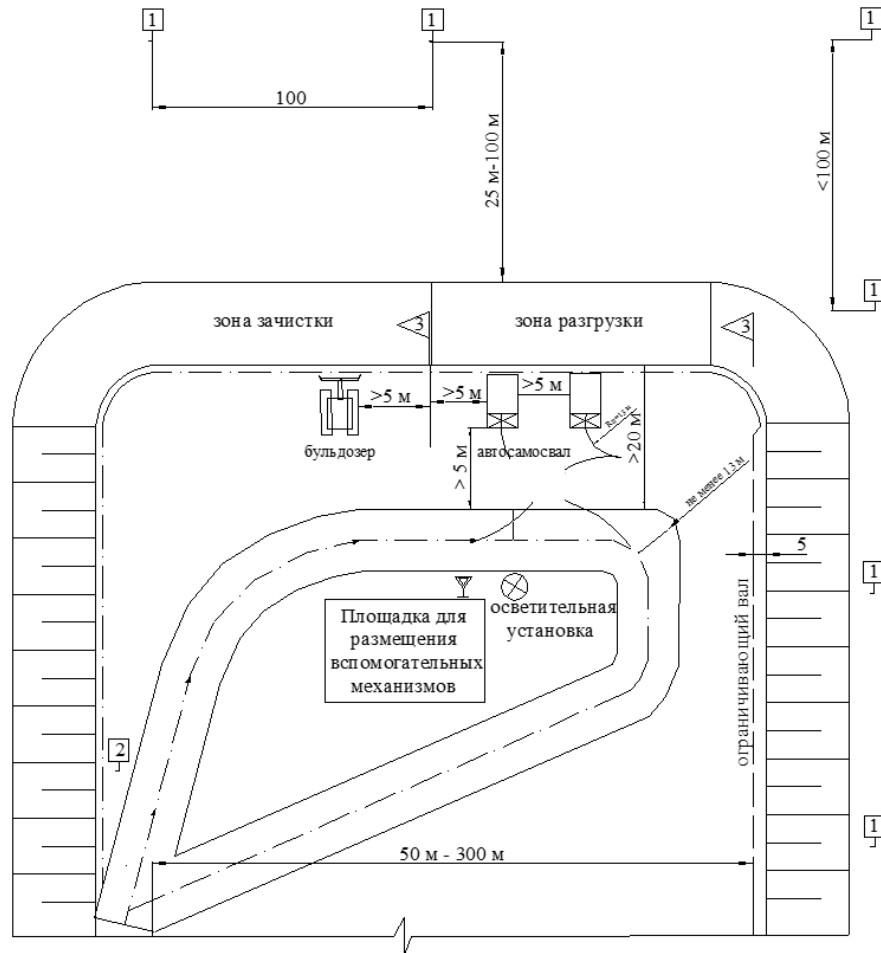 1
1
1
100
25 м-100 м
<100 м
1
зона зачистки
3
зона разгрузки
3
>5 м
>5 м
>5 м
бульдозер
автосамосвал
> 5 м
>20 м
не менее 13 м
5
1
осветительная
установка
Площадка для
размещения
вспомогательных
механизмов
ограничивающий вал
2
1
50 м - 300 м